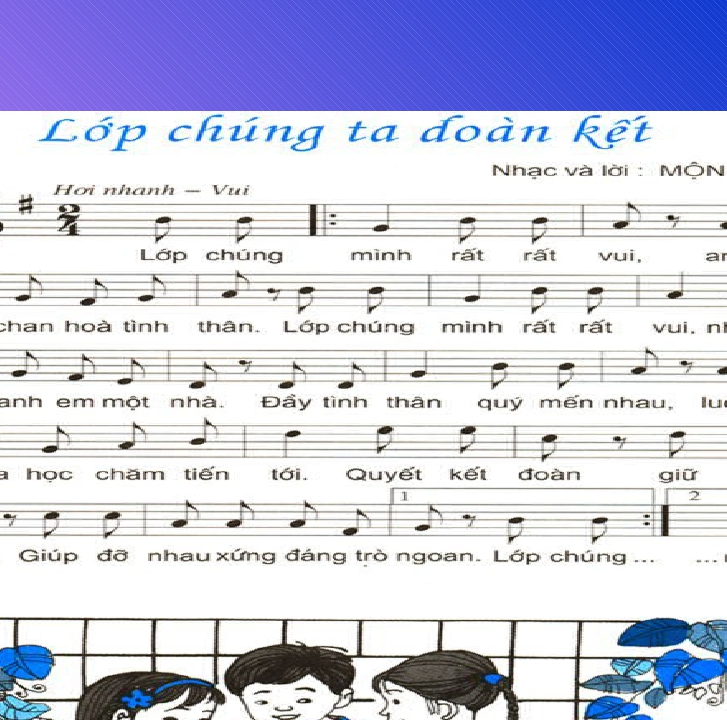 Lớp chúng ta đoàn kết
Nhạc và lời : MỘN
Hơi nhanh – Vui
2
4
Lớp chúng mình rất rất vui, an
chan hoà tình thân. Lớp chúng mình rất rất vui, nh
anh em một nhà. Đầy tình thân quý mến nhau, luô
a học chăm tiến tới. Quyết kết đoàn giữ
1 2
Giúp đỡ nhau xứng đáng trò ngoan. Lớp chúng ... ...